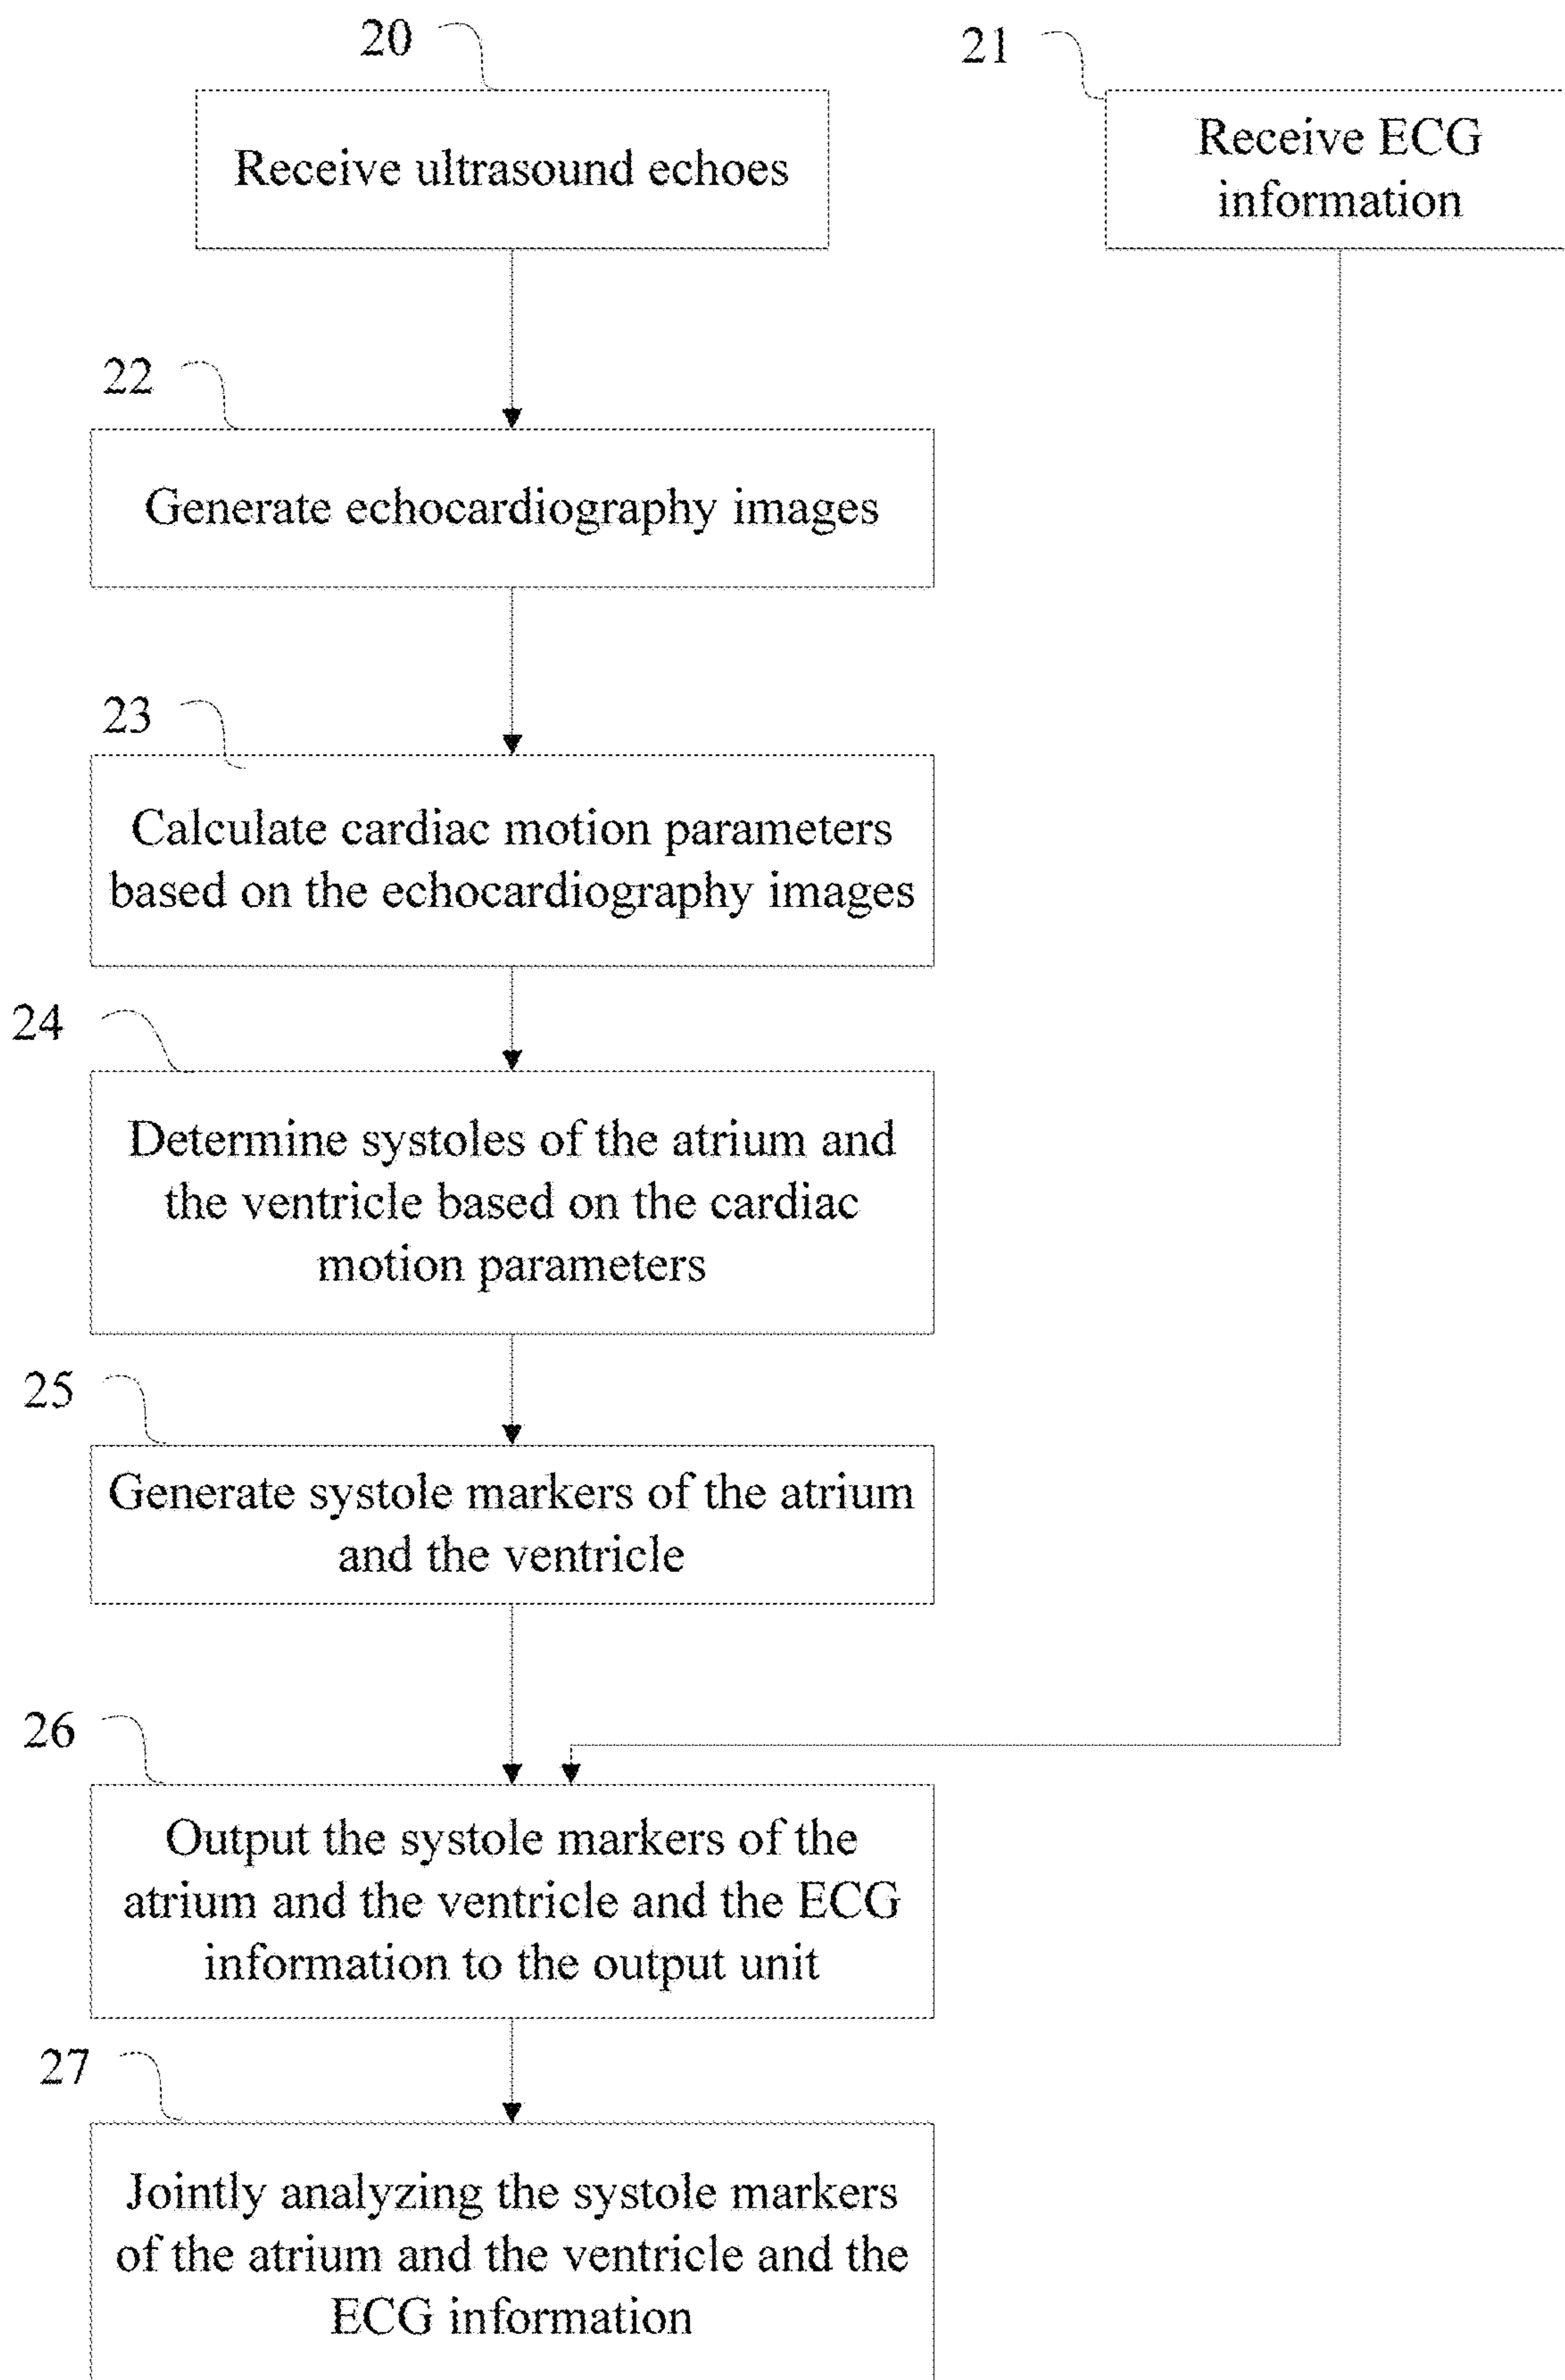 20
Receive ultrasound echoes
21
Receive ECG
information
22
Generate echocardiography images
23
Calculate cardiac motion parameters
based on the echocardiography images
24
Determine systoles of the atrium and
the ventricle based on the cardiac
motion parameters
25
Generate systole markers of the atrium
and the ventricle
26
Output the systole markers of the
atrium and the ventricle and the ECG
information to the output unit
27
Jointly analyzing the systole markers
of the atrium and the ventricle and the
ECG information